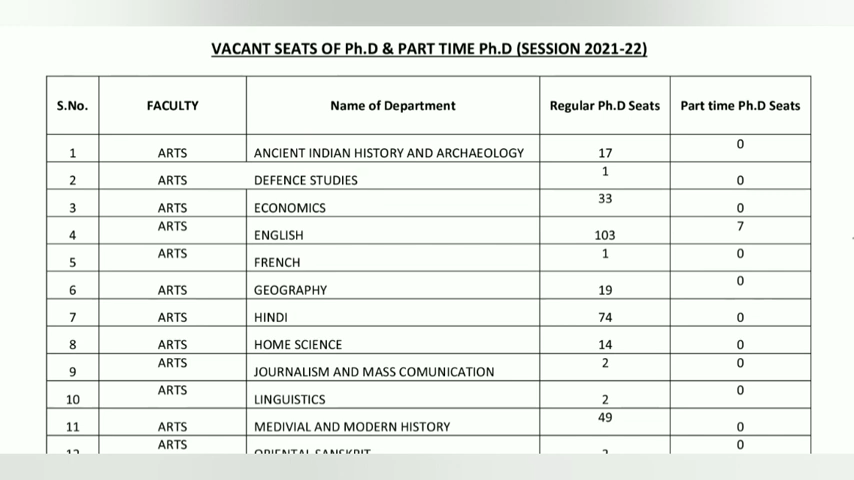 VACANT SEATS OF Ph.D & PART TIME Ph.D (SESSION 2021-22)
S.No. FACULTY Name of Department Regular Ph.D Seats Part time Ph.D Seats
1 ARTS ANCIENT INDIAN HISTORY AND ARCHAEOLOGY 17 0
2 ARTS DEFENCE STUDIES 1 0
3 ARTS ECONOMICS 33 0
4 ARTS ENGLISH 103 7
5 ARTS FRENCH 1 0
6 ARTS GEOGRAPHY 19 0
7 ARTS HINDI 74 0
8 ARTS HOME SCIENCE 14 0
9 ARTS JOURNALISM AND MASS COMUNICATION 2 0
10 ARTS LINGUISTICS 2 0
11 ARTS MEDIVIAL AND MODERN HISTORY 49 0
12 ARTS ORIENTAL SANSKRIT 0